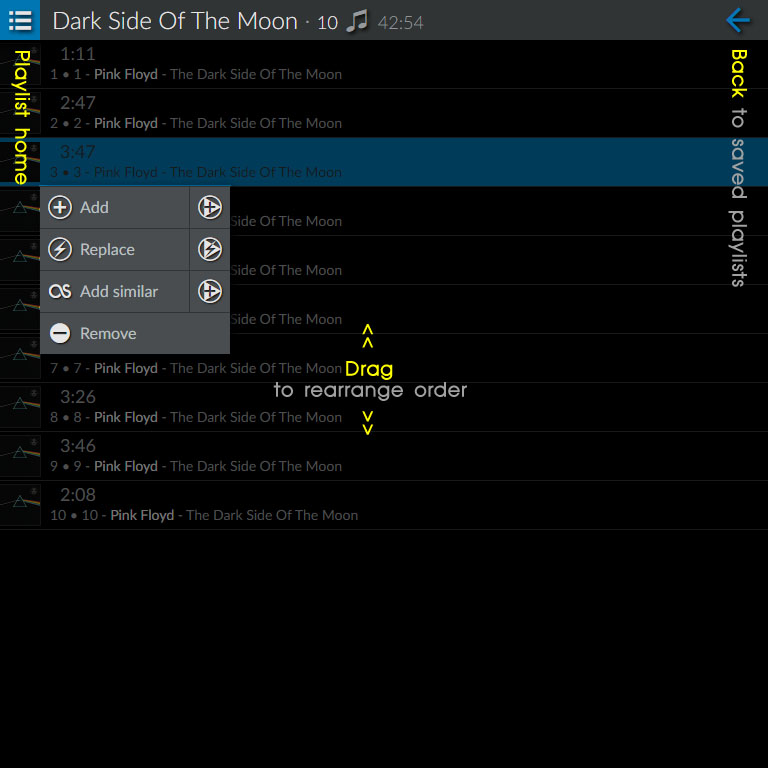 Dark Side Of The Moon · 10 42:54
Playlist home
Back to saved playlists
1:11
1 • 1 - Pink Floyd - The Dark Side Of The Moon
2:47
2 • 2 - Pink Floyd - The Dark Side Of The Moon
3:47
3 • 3 - Pink Floyd - The Dark Side Of The Moon
Add
Side Of The Moon
Replace
Side Of The Moon
Add similar
Side Of The Moon
Remove
7 • 7 - Pink Floyd - The Dark Side Of The Moon
Drag
to rearrange order
3:26
8 • 8 - Pink Floyd - The Dark Side Of The Moon
3:46
9 • 9 - Pink Floyd - The Dark Side Of The Moon
2:08
10 • 10 - Pink Floyd - The Dark Side Of The Moon